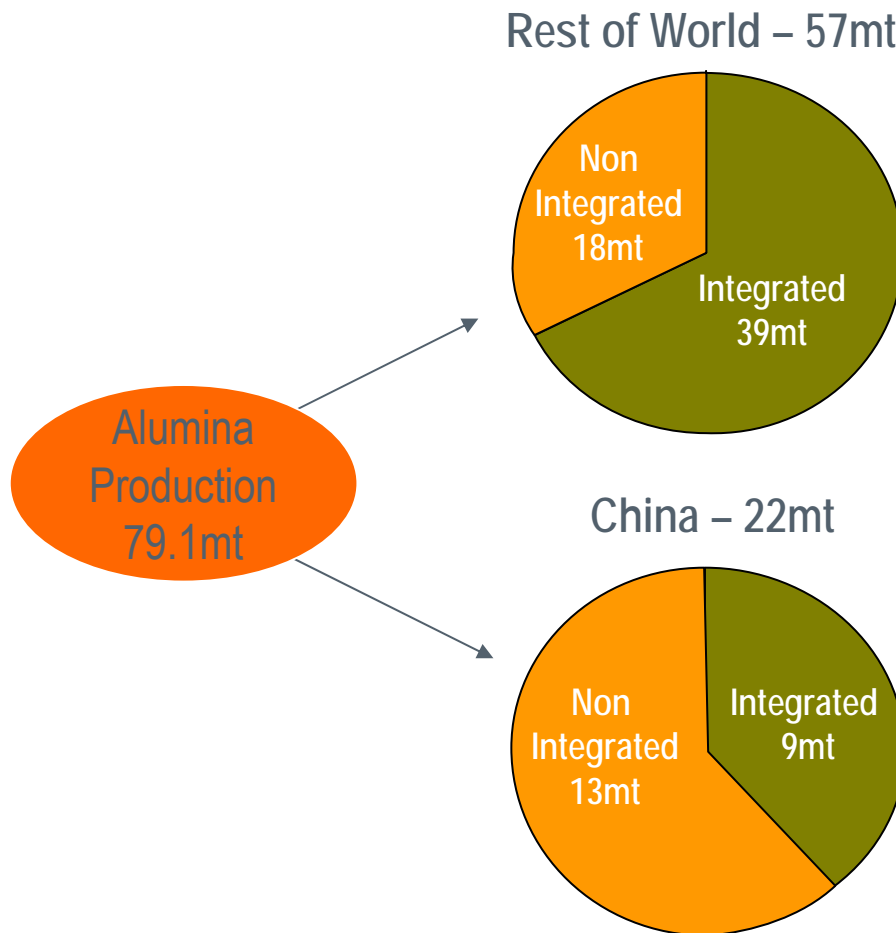 Rest of World – 57mt
Non
Integrated
18mt
Integrated
39mt
Alumina
Production
79.1mt
China – 22mt
Non
Integrated
13mt
Integrated
9mt